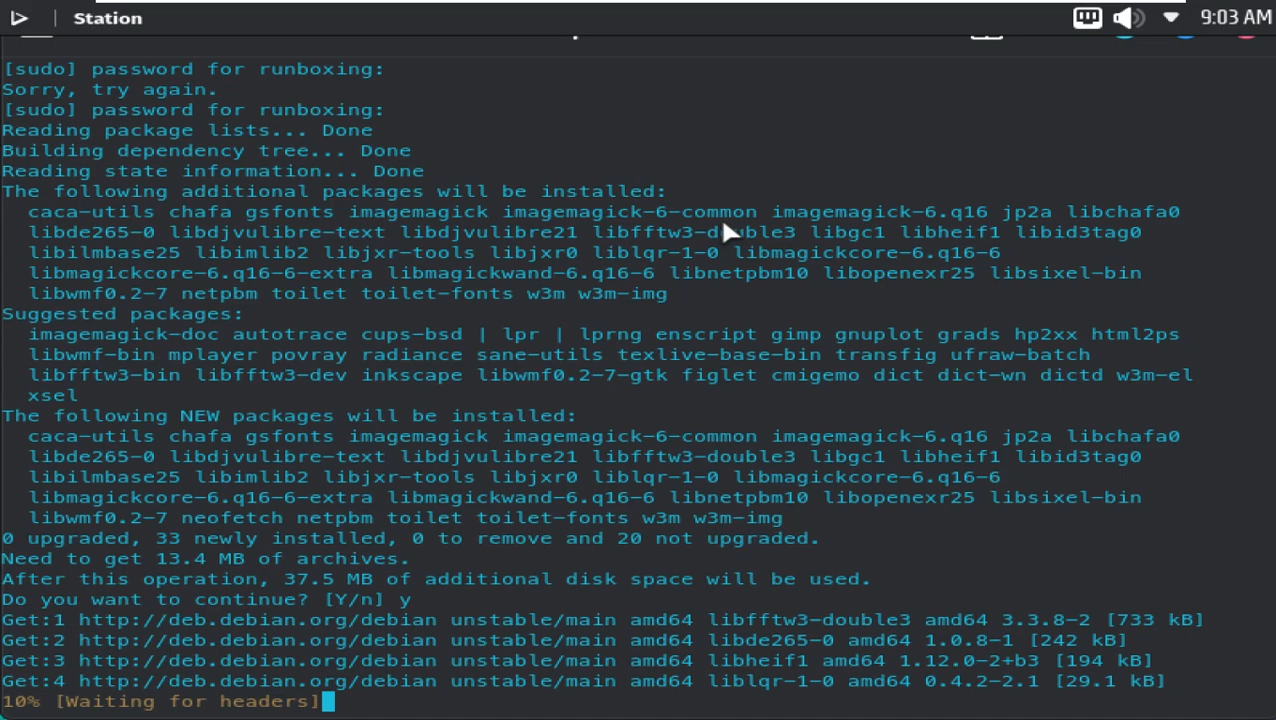 Station
9:03 AM
[sudo] password for runboxing:
Sorry, try again.
[sudo] password for runboxing:
Reading package lists... Done
Building dependency tree... Done
Reading state information... Done
The following additional packages will be installed:
caca-utils chafa gsfonts imagemagick imagemagick-6-common imagemagick-6.q16 jp2a libchafa0
libde265-0 libdjvulibre-text libdjvulibre21 libfftw3-double3 libgc1 libheif1 libid3tag0
libilmbase25 libimlib2 libjxr-tools libjxr0 liblqr-1-0 libmagickcore-6.q16-6
libmagickcore-6.q16-6-extra libmagickwand-6.q16-6 libnetpbm10 libopenexr25 libsixel-bin
libwmf0.2-7 netpbm toilet toilet-fonts w3m w3m-img
Suggested packages:
imagemagick-doc autotrace cups-bsd | lpr | lprng enscript gimp gnuplot grads hp2xx html2ps
libwmf-bin mplayer povray radiance sane-utils texlive-base-bin transfig ufraw-batch
libfftw3-bin libfftw3-dev inkscape libwmf0.2-7-gtk figlet cmigemo dict dict-wn dictd w3m-el
xsel
The following NEW packages will be installed:
caca-utils chafa gsfonts imagemagick imagemagick-6-common imagemagick-6.q16 jp2a libchafa0
libde265-0 libdjvulibre-text libdjvulibre21 libfftw3-double3 libgc1 libheif1 libid3tag0
libilmbase25 libimlib2 libjxr-tools libjxr0 liblqr-1-0 libmagickcore-6.q16-6
libmagickcore-6.q16-6-extra libmagickwand-6.q16-6 libnetpbm10 libopenexr25 libsixel-bin
libwmf0.2-7 neofetch netpbm toilet toilet-fonts w3m w3m-img
0 upgraded, 33 newly installed, 0 to remove and 20 not upgraded.
Need to get 13.4 MB of archives.
After this operation, 37.5 MB of additional disk space will be used.
Do you want to continue? [Y/n] y
Get:1 http://deb.debian.org/debian unstable/main amd64 libfftw3-double3 amd64 3.3.8-2 [733 kB]
Get:2 http://deb.debian.org/debian unstable/main amd64 libde265-0 amd64 1.0.8-1 [242 kB]
Get:3 http://deb.debian.org/debian unstable/main amd64 libheif1 amd64 1.12.0-2+b3 [194 kB]
Get:4 http://deb.debian.org/debian unstable/main amd64 liblqr-1-0 amd64 0.4.2-2.1 [29.1 kB]
10% [Waiting for headers]